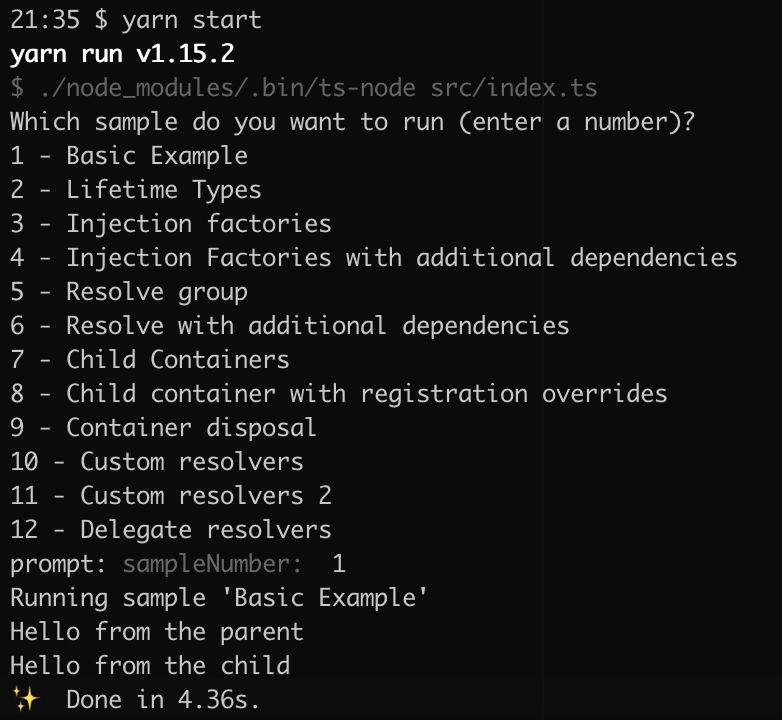 21:35 $ yarn start
yarn run v1.15.2
$ ./node_modules/.bin/ts-node src/index.ts
Which sample do you want to run (enter a number)?
1 - Basic Example
2 - Lifetime Types
3 - Injection factories
4 - Injection Factories with additional dependencies
5 - Resolve group
6 - Resolve with additional dependencies
7 - Child Containers
8 - Child container with registration overrides
9 - Container disposal
10 - Custom resolvers
11 - Custom resolvers 2
12 - Delegate resolvers
prompt: sampleNumber:  1
Running sample 'Basic Example'
Hello from the parent
Hello from the child
✨  Done in 4.36s.